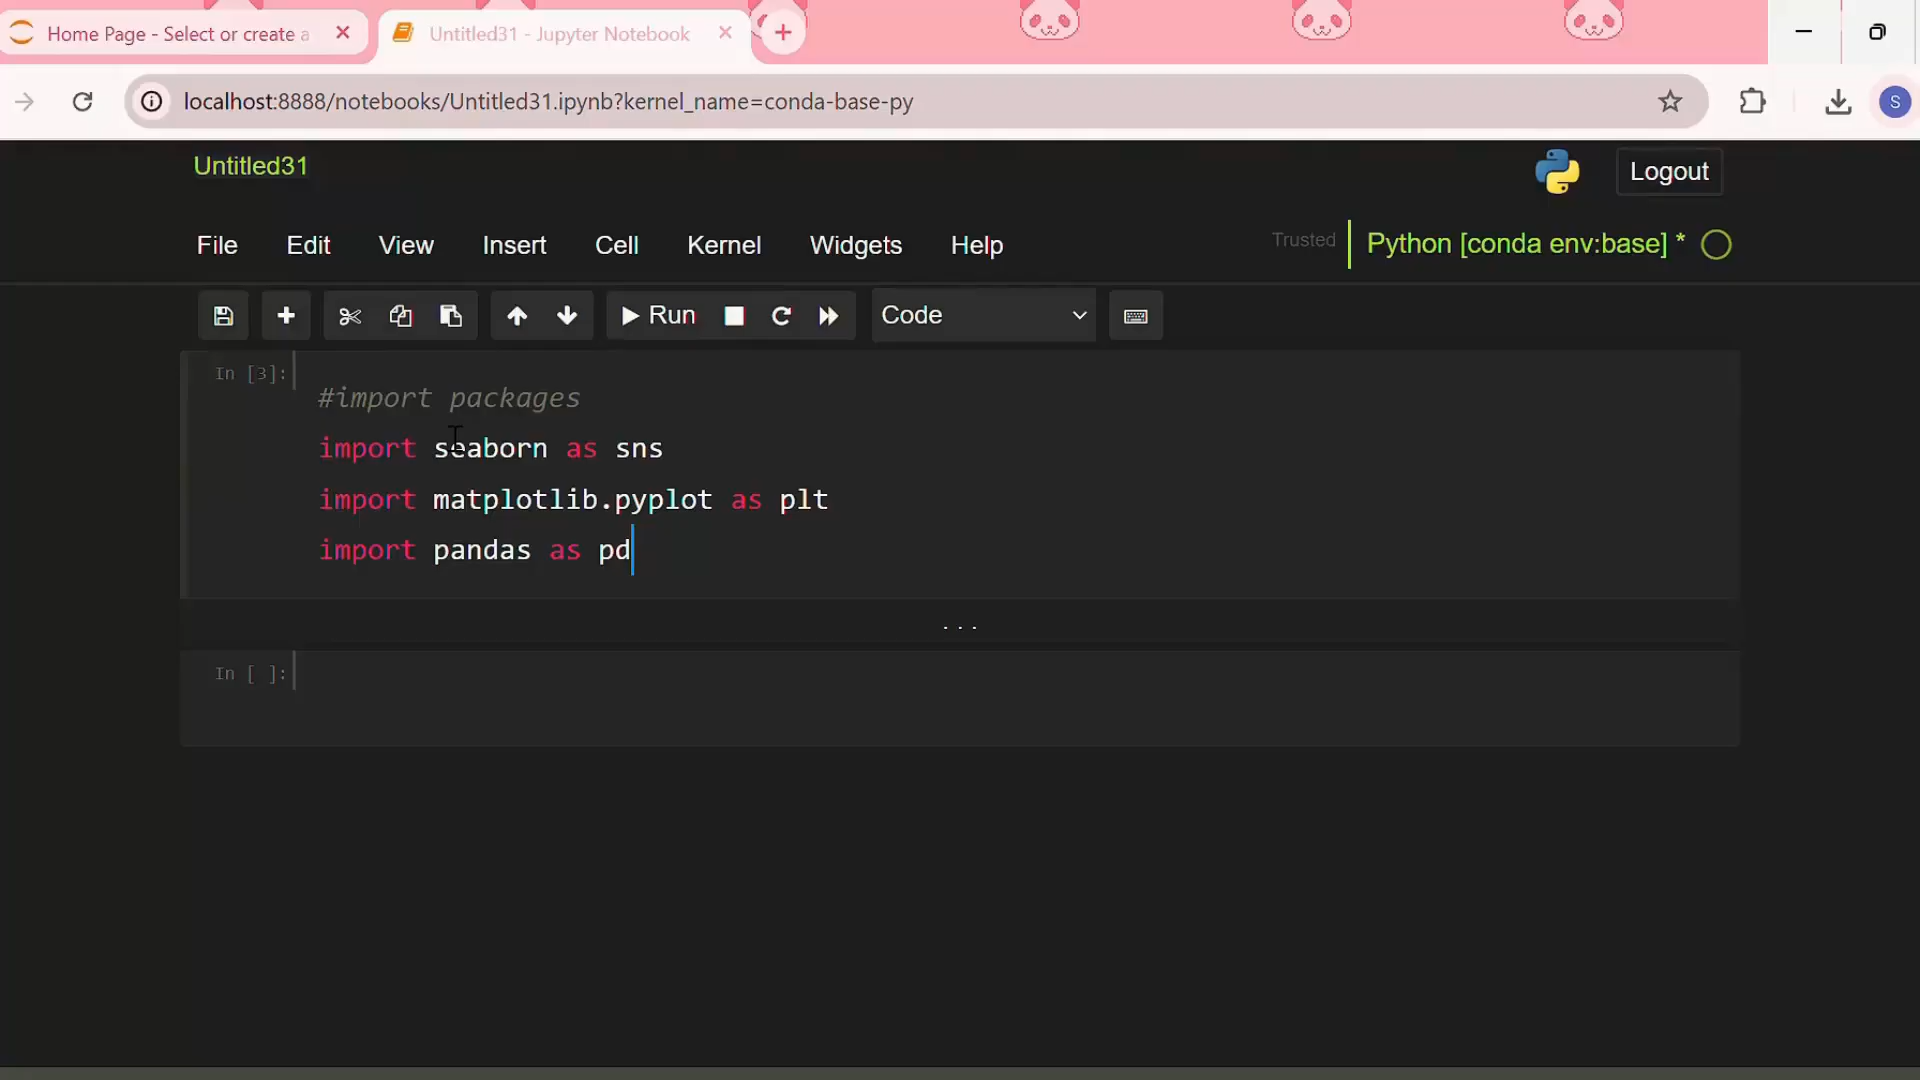 Home Page - Select or create a
Untitled31 - Jupyter Notebook
localhost:8888/notebooks/Untitled31.ipynb?kernel_name=conda-base-py
S
Untitled31
Logout
File Edit View Insert Cell Kernel Widgets Help
Trusted
Python [conda env:base] *
Run
Code
In [3]:
#import packages
import seaborn as sns
import matplotlib.pyplot as plt
import pandas as pd
...
In [ ]: